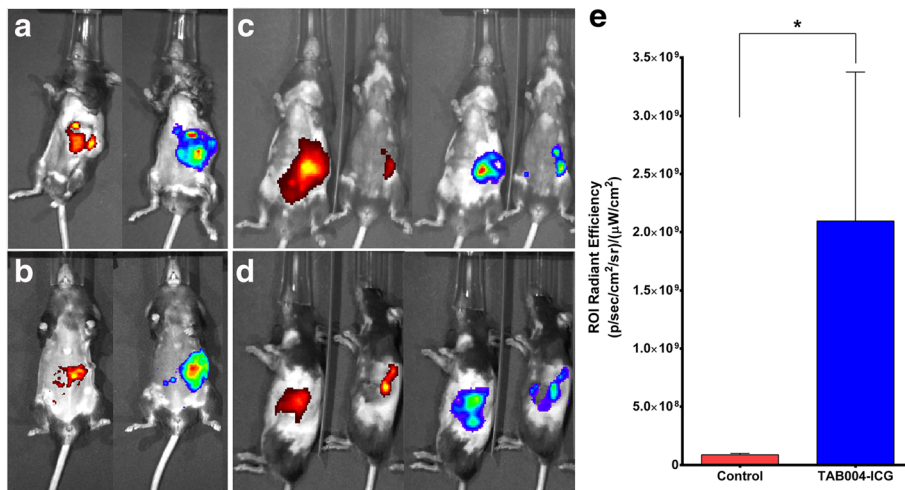 a
b
c
d
e
*
ROI Radiant Efficiency
(p/sec/cm²/sr)/(μW/cm²)
3.5×10⁹
3.0×10⁹
2.5×10⁹
2.0×10⁹
1.5×10⁹
1.0×10⁹
5.0×10⁸
0
Control
TAB004-ICG